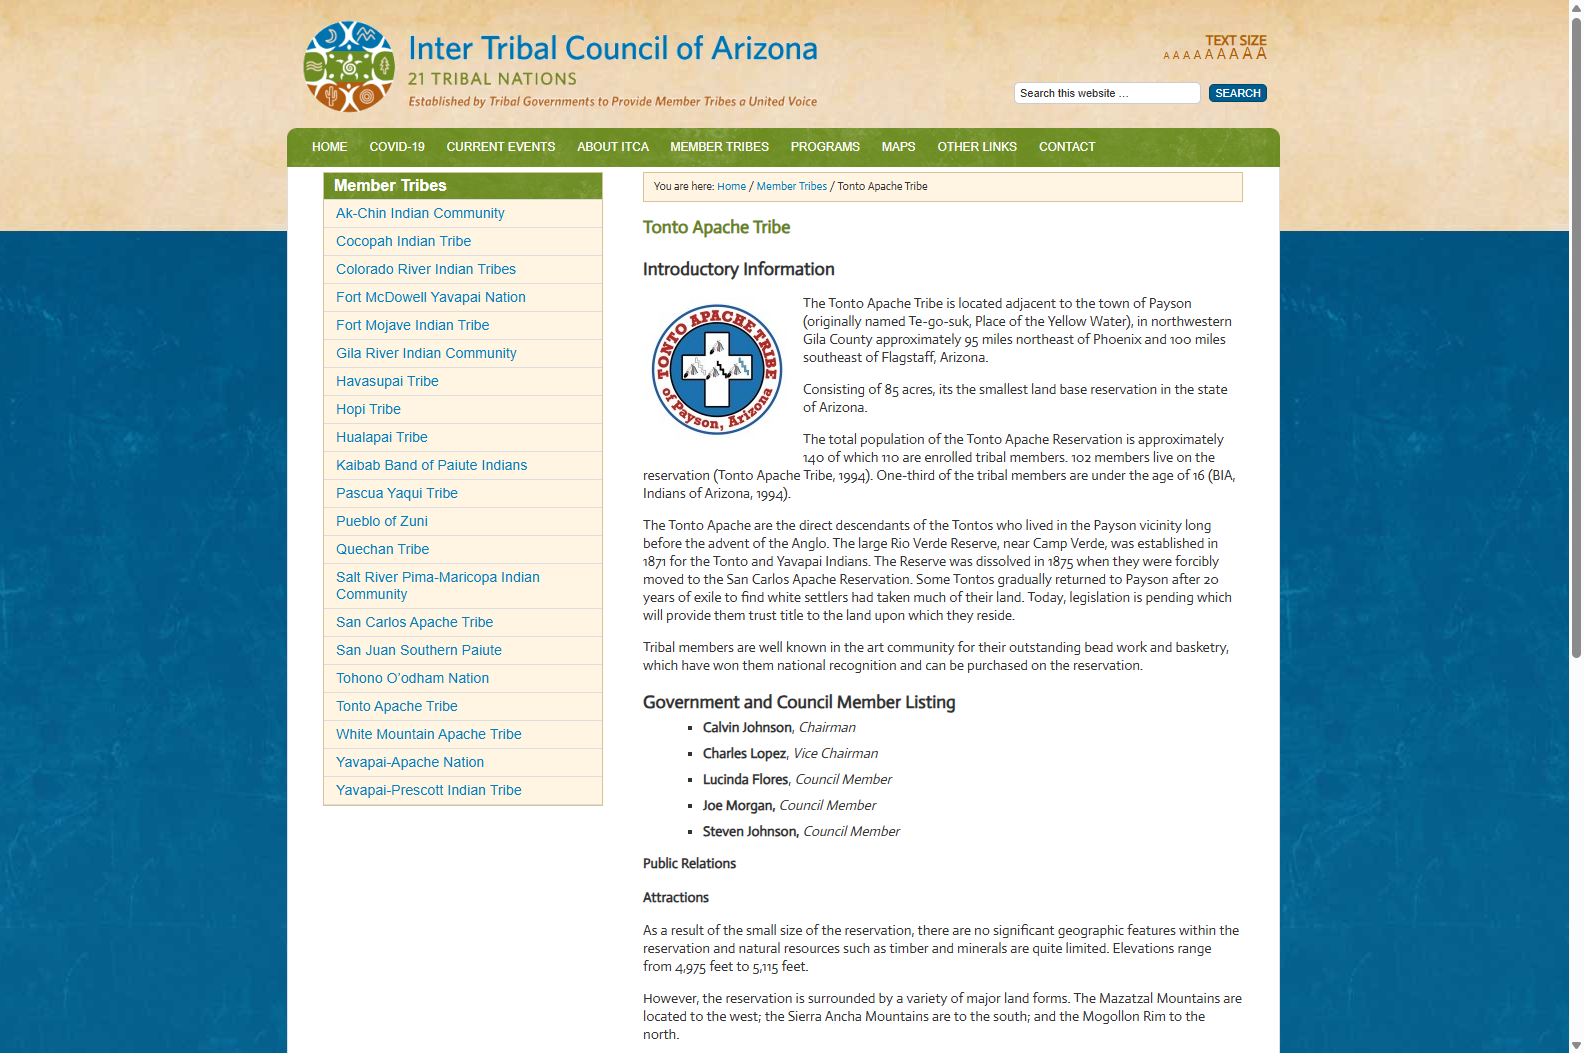 Inter Tribal Council of Arizona
21 TRIBAL NATIONS
Established by Tribal Governments to Provide Member Tribes a United Voice
TEXT SIZE
A A A A A A A A A
Search this website …
SEARCH
HOME COVID-19 CURRENT EVENTS ABOUT ITCA MEMBER TRIBES PROGRAMS MAPS OTHER LINKS CONTACT
Member Tribes
Ak-Chin Indian Community
Cocopah Indian Tribe
Colorado River Indian Tribes
Fort McDowell Yavapai Nation
Fort Mojave Indian Tribe
Gila River Indian Community
Havasupai Tribe
Hopi Tribe
Hualapai Tribe
Kaibab Band of Paiute Indians
Pascua Yaqui Tribe
Pueblo of Zuni
Quechan Tribe
Salt River Pima-Maricopa Indian
Community
San Carlos Apache Tribe
San Juan Southern Paiute
Tohono O’odham Nation
Tonto Apache Tribe
White Mountain Apache Tribe
Yavapai-Apache Nation
Yavapai-Prescott Indian Tribe
You are here: Home / Member Tribes / Tonto Apache Tribe
Tonto Apache Tribe
Introductory Information
TONTO APACHE TRIBE
of Payson, Arizona
The Tonto Apache Tribe is located adjacent to the town of Payson
(originally named Te-go-suk, Place of the Yellow Water), in northwestern
Gila County approximately 95 miles northeast of Phoenix and 100 miles
southeast of Flagstaff, Arizona.
Consisting of 85 acres, its the smallest land base reservation in the state
of Arizona.
The total population of the Tonto Apache Reservation is approximately
140 of which 110 are enrolled tribal members. 102 members live on the
reservation (Tonto Apache Tribe, 1994). One-third of the tribal members are under the age of 16 (BIA,
Indians of Arizona, 1994).
The Tonto Apache are the direct descendants of the Tontos who lived in the Payson vicinity long
before the advent of the Anglo. The large Rio Verde Reserve, near Camp Verde, was established in
1871 for the Tonto and Yavapai Indians. The Reserve was dissolved in 1875 when they were forcibly
moved to the San Carlos Apache Reservation. Some Tontos gradually returned to Payson after 20
years of exile to find white settlers had taken much of their land. Today, legislation is pending which
will provide them trust title to the land upon which they reside.
Tribal members are well known in the art community for their outstanding bead work and basketry,
which have won them national recognition and can be purchased on the reservation.
Government and Council Member Listing
Calvin Johnson, Chairman
Charles Lopez, Vice Chairman
Lucinda Flores, Council Member
Joe Morgan, Council Member
Steven Johnson, Council Member
Public Relations
Attractions
As a result of the small size of the reservation, there are no significant geographic features within the
reservation and natural resources such as timber and minerals are quite limited. Elevations range
from 4,975 feet to 5,115 feet.
However, the reservation is surrounded by a variety of major land forms. The Mazatzal Mountains are
located to the west; the Sierra Ancha Mountains are to the south; and the Mogollon Rim to the
north.